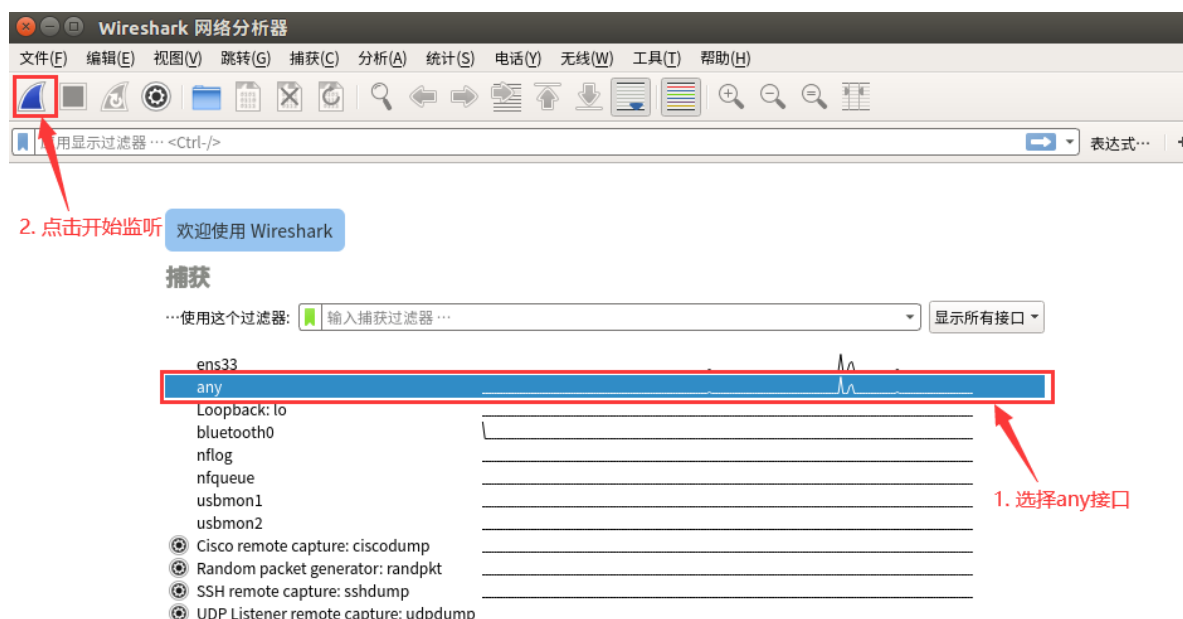 Wireshark 网络分析器
文件(F) 编辑(E) 视图(V) 跳转(G) 捕获(C) 分析(A) 统计(S) 电话(Y) 无线(W) 工具(T) 帮助(H)
用显示过滤器 … <Ctrl-/> 表达式… +
2. 点击开始监听
欢迎使用 Wireshark
捕获
…使用这个过滤器: 输入捕获过滤器 … 显示所有接口
ens33
any
Loopback: lo
bluetooth0
nflog
nfqueue
usbmon1
1. 选择any接口
usbmon2
Cisco remote capture: ciscodump
Random packet generator: randpkt
SSH remote capture: sshdump
UDP Listener remote capture: udpdump